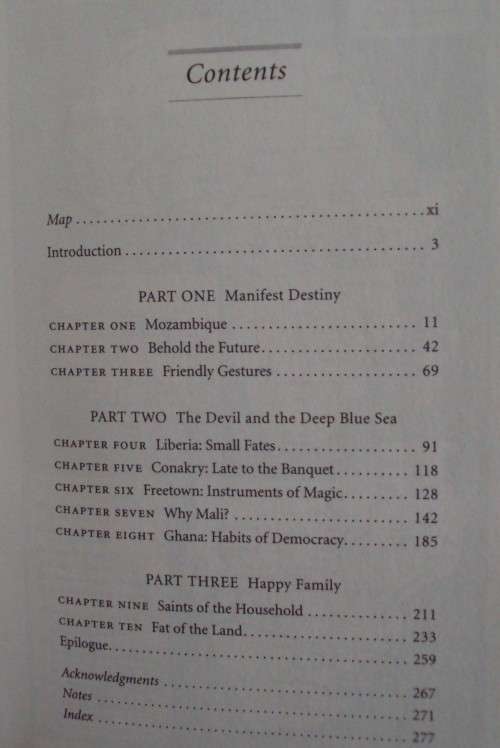 Contents
Map ........................................ xi
Introduction ........................................ 3
PART ONE Manifest Destiny
CHAPTER ONE Mozambique ........................ 11
CHAPTER TWO Behold the Future ........................ 42
CHAPTER THREE Friendly Gestures ........................ 69
PART TWO The Devil and the Deep Blue Sea
CHAPTER FOUR Liberia: Small Fates ........................ 91
CHAPTER FIVE Conakry: Late to the Banquet ............ 118
CHAPTER SIX Freetown: Instruments of Magic ......... 128
CHAPTER SEVEN Why Mali? ........................ 142
CHAPTER EIGHT Ghana: Habits of Democracy ......... 185
PART THREE Happy Family
CHAPTER NINE Saints of the Household ............... 211
CHAPTER TEN Fat of the Land ........................ 233
Epilogue ........................................ 259
Acknowledgments ................................ 267
Notes ........................................ 271
Index ........................................ 277